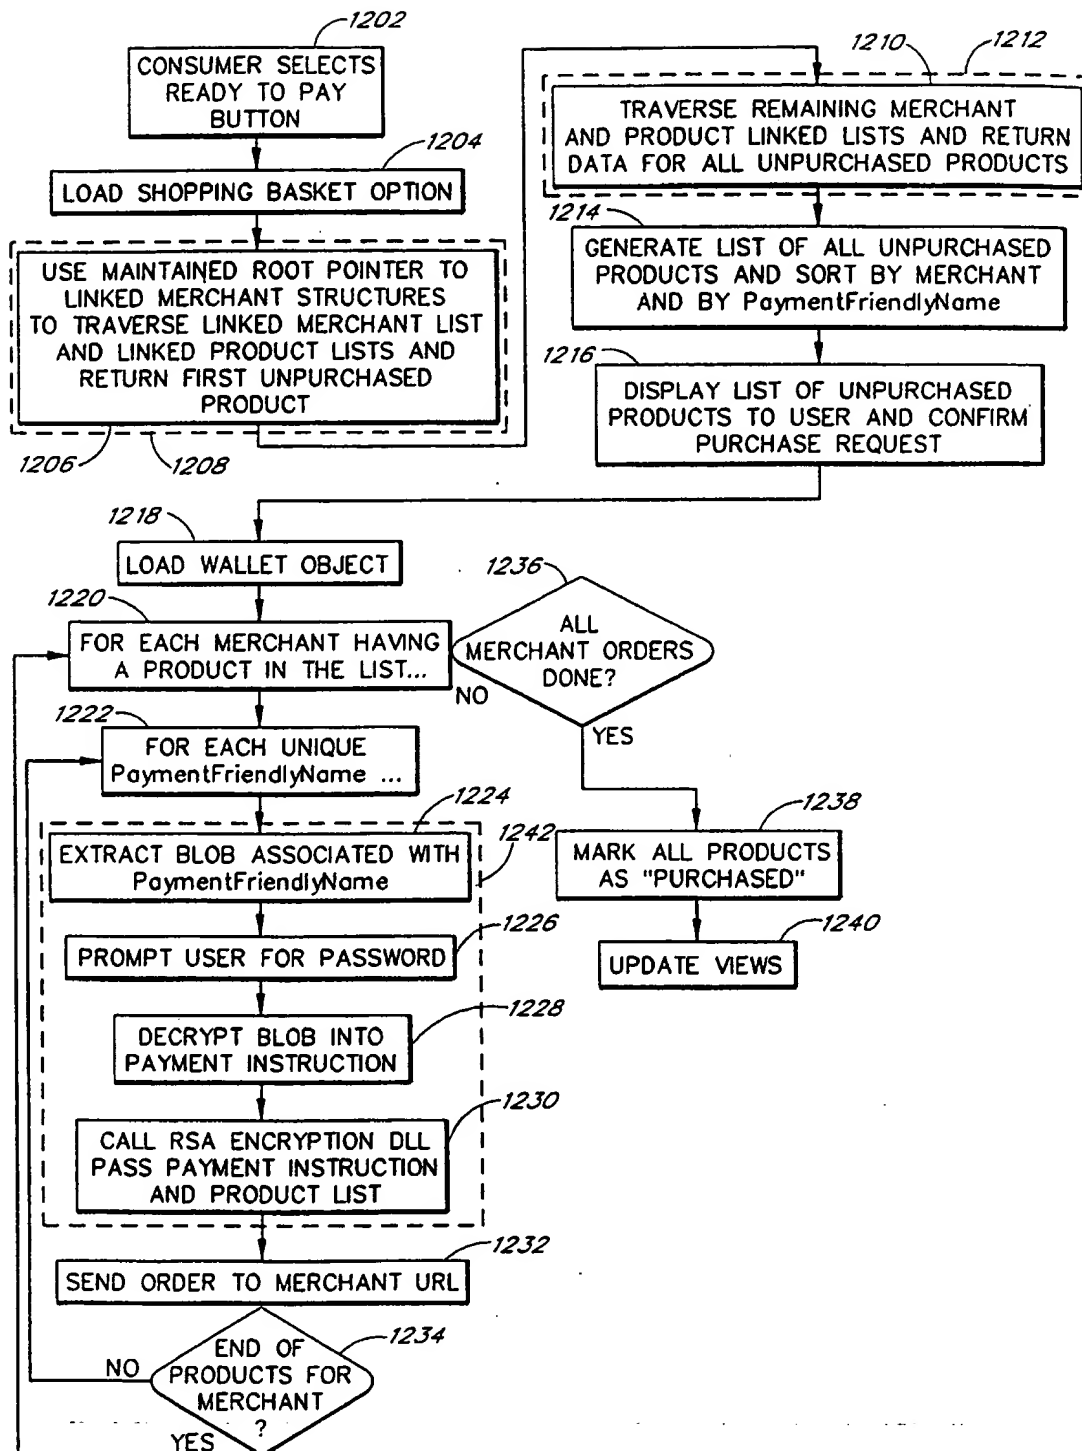 1202
CONSUMER SELECTS
READY TO PAY
BUTTON
1204
LOAD SHOPPING BASKET OPTION
USE MAINTAINED ROOT POINTER TO
LINKED MERCHANT STRUCTURES
TO TRAVERSE LINKED MERCHANT LIST
AND LINKED PRODUCT LISTS AND
RETURN FIRST UNPURCHASED
PRODUCT
1206
1208
1210
1212
TRAVERSE REMAINING MERCHANT
AND PRODUCT LINKED LISTS AND RETURN
DATA FOR ALL UNPURCHASED PRODUCTS
1214
GENERATE LIST OF ALL UNPURCHASED
PRODUCTS AND SORT BY MERCHANT
AND BY PaymentFriendlyName
1216
DISPLAY LIST OF UNPURCHASED
PRODUCTS TO USER AND CONFIRM
PURCHASE REQUEST
1218
LOAD WALLET OBJECT
1220
FOR EACH MERCHANT HAVING
A PRODUCT IN THE LIST...
1222
FOR EACH UNIQUE
PaymentFriendlyName ...
1224
1242
EXTRACT BLOB ASSOCIATED WITH
PaymentFriendlyName
1226
PROMPT USER FOR PASSWORD
1228
DECRYPT BLOB INTO
PAYMENT INSTRUCTION
1230
CALL RSA ENCRYPTION DLL
PASS PAYMENT INSTRUCTION
AND PRODUCT LIST
1232
SEND ORDER TO MERCHANT URL
1234
END OF
PRODUCTS FOR
MERCHANT
?
NO
YES
1236
ALL
MERCHANT ORDERS
DONE?
NO
YES
1238
MARK ALL PRODUCTS
AS "PURCHASED"
1240
UPDATE VIEWS